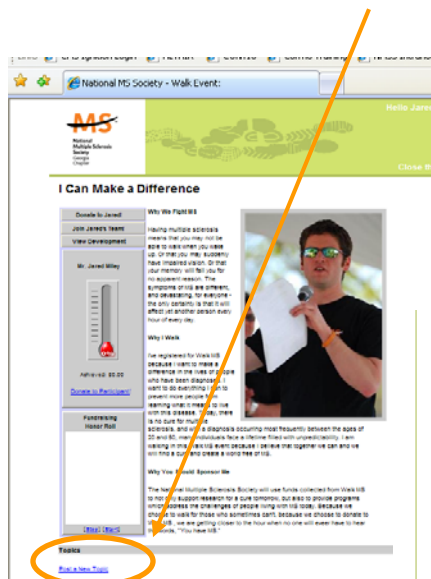 National MS Society - Walk Event:
Hello Jared
MS
National
Multiple Sclerosis
Society
Georgia
Chapter
Close th
I Can Make a Difference
Donate to Jared!
Join Jared's Team
View Development
Mr. Jared Miley
Achieved: $0.00
Donate to Participant
Fundraising
Honor Roll
[Stop] [Start]
Why We Fight MS
Having multiple sclerosis
means that you may not be
able to walk when you wake
up. Or that you may suddenly
have impaired vision. Or that
your memory will fail you for
no apparent reason. The
symptoms of MS are different,
and devastating, for everyone -
the only certainty is that it will
affect yet another person every
hour of every day.
Why I Walk
I've registered for Walk MS
because I want to make a
difference in the lives of people
who have been diagnosed. I
want to do everything I can to
prevent more people from
learning what it means to live
with this disease. Today, there
is no cure for multiple
sclerosis, and with a diagnosis occurring most frequently between the ages of
20 and 50, many individuals face a lifetime filled with unpredictability. I am
walking in this Walk MS event because I believe that together we can and we
will find a cure and create a world free of MS.
Why You Should Sponsor Me
The National Multiple Sclerosis Society will use funds collected from Walk MS
to not only support research for a cure tomorrow, but also to provide programs
which address the challenges of people living with MS today. Because we
choose to walk for those who sometimes can't, because we choose to donate to
Walk MS, we are getting closer to the hour when no one will ever have to hear
the words, "You have MS."
Topics
Post a New Topic